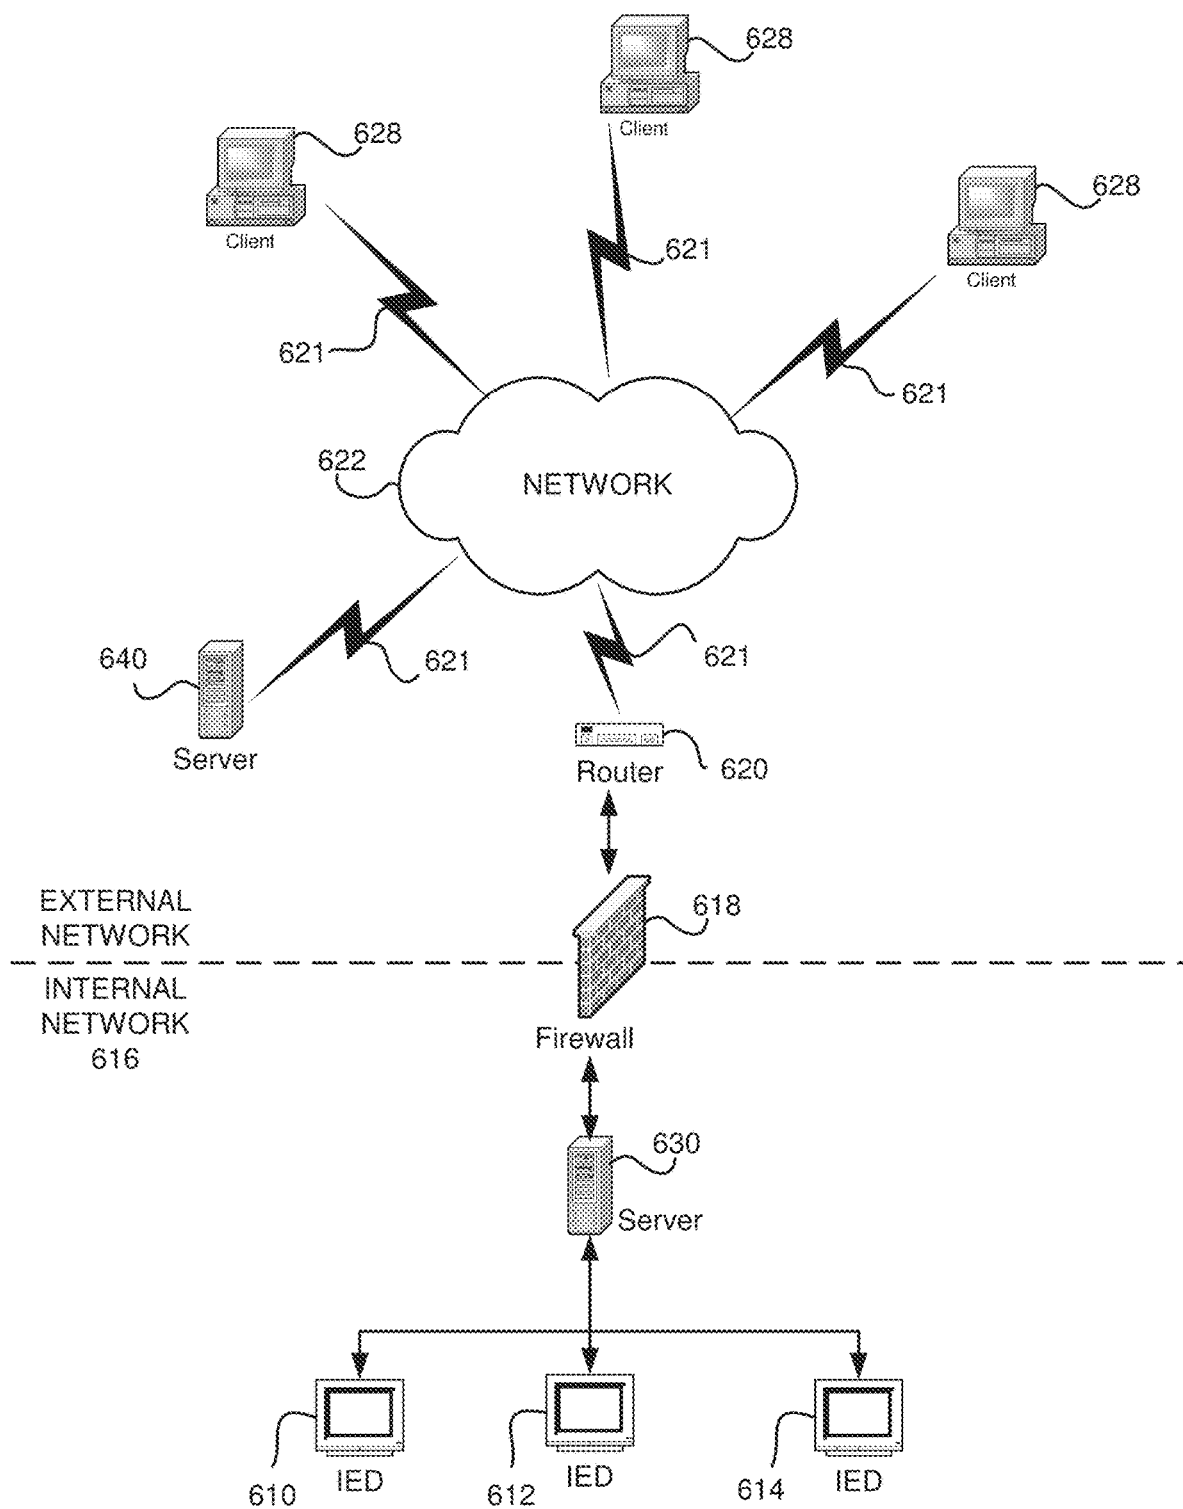 628
Client
628
Client
628
Client
621
621
621
622
NETWORK
640
Server
621
621
Router
620
EXTERNAL
NETWORK
618
INTERNAL
NETWORK
616
Firewall
630
Server
610
IED
612
IED
614
IED